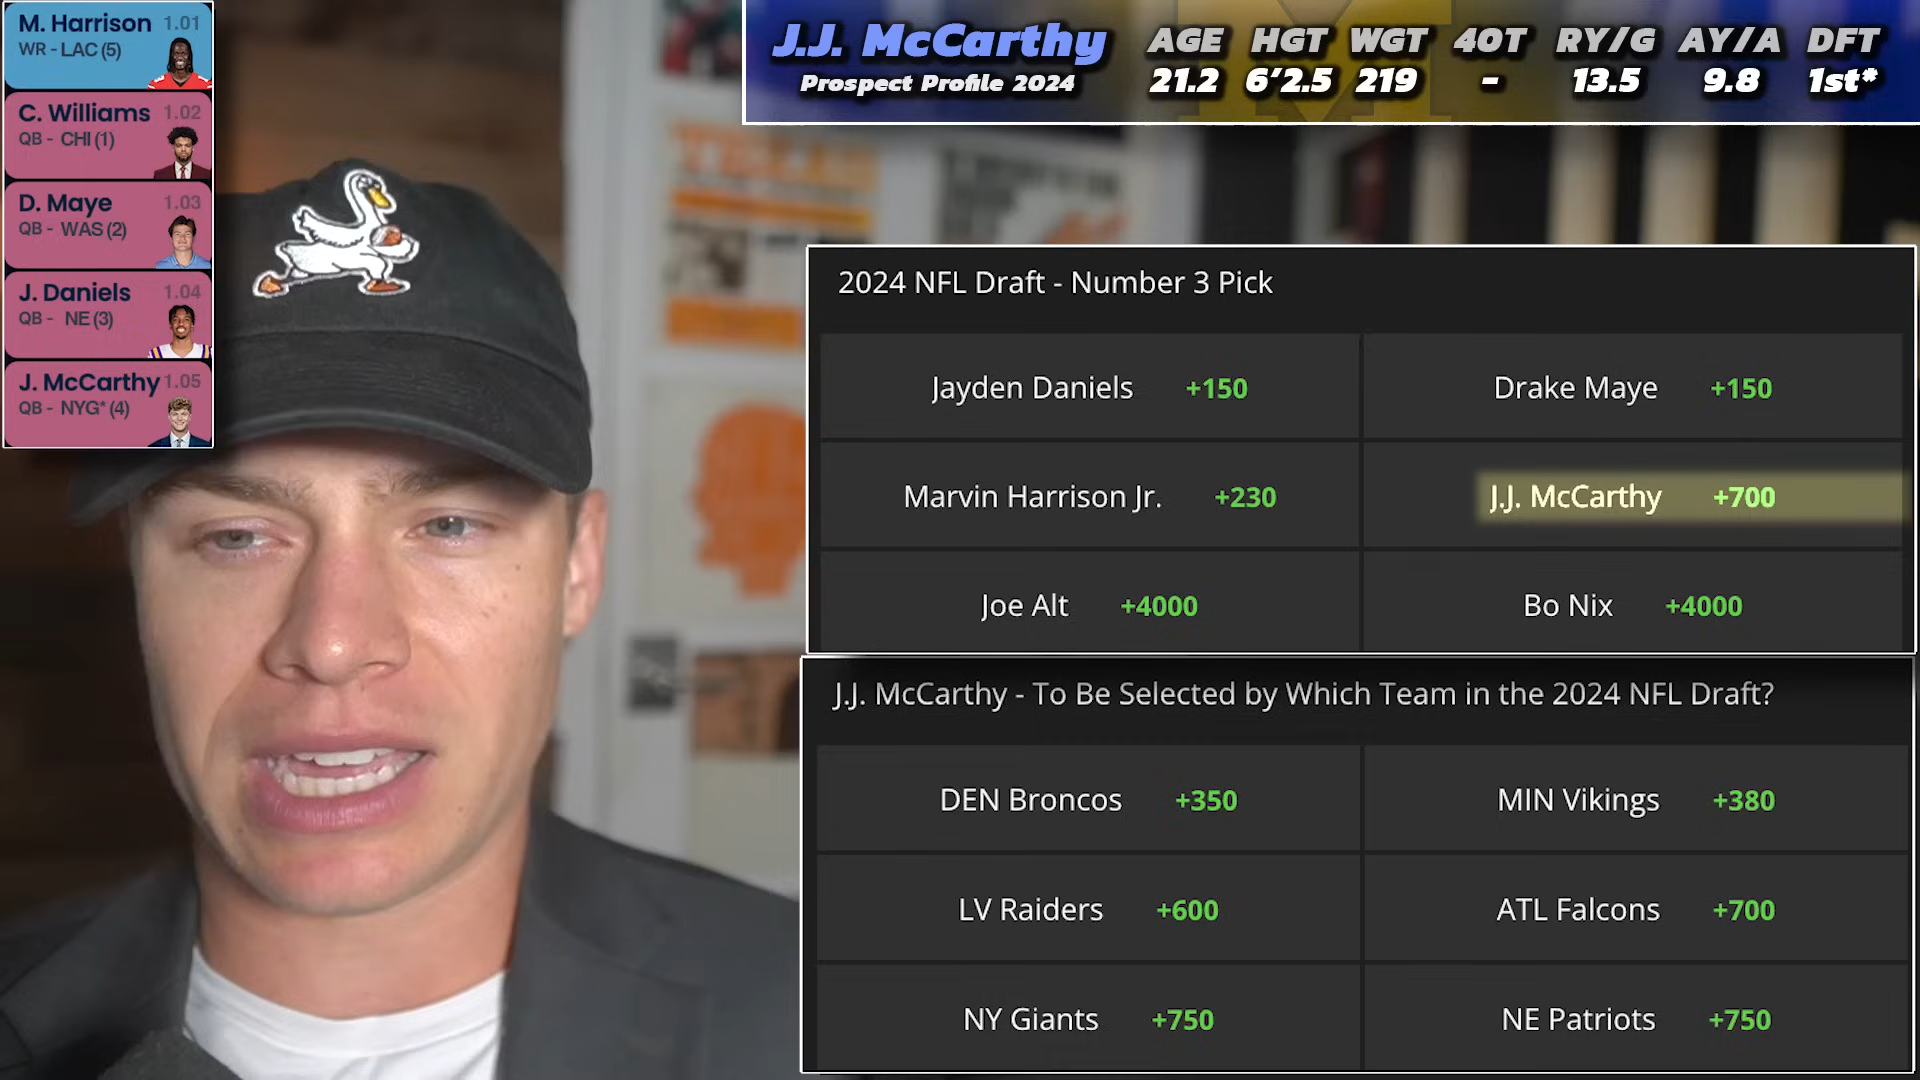 M. Harrison 1.01
WR - LAC (5)
C. Williams 1.02
QB - CHI (1)
D. Maye 1.03
QB - WAS (2)
J. Daniels 1.04
QB - NE (3)
J. McCarthy 1.05
QB - NYG* (4)
J.J. McCarthy
Prospect Profile 2024
AGE HGT WGT 40T RY/G AY/A DFT
21.2 6'2.5 219 - 13.5 9.8 1st*
2024 NFL Draft - Number 3 Pick
Jayden Daniels +150
Drake Maye +150
Marvin Harrison Jr. +230
J.J. McCarthy +700
Joe Alt +4000
Bo Nix +4000
J.J. McCarthy - To Be Selected by Which Team in the 2024 NFL Draft?
DEN Broncos +350
MIN Vikings +380
LV Raiders +600
ATL Falcons +700
NY Giants +750
NE Patriots +750